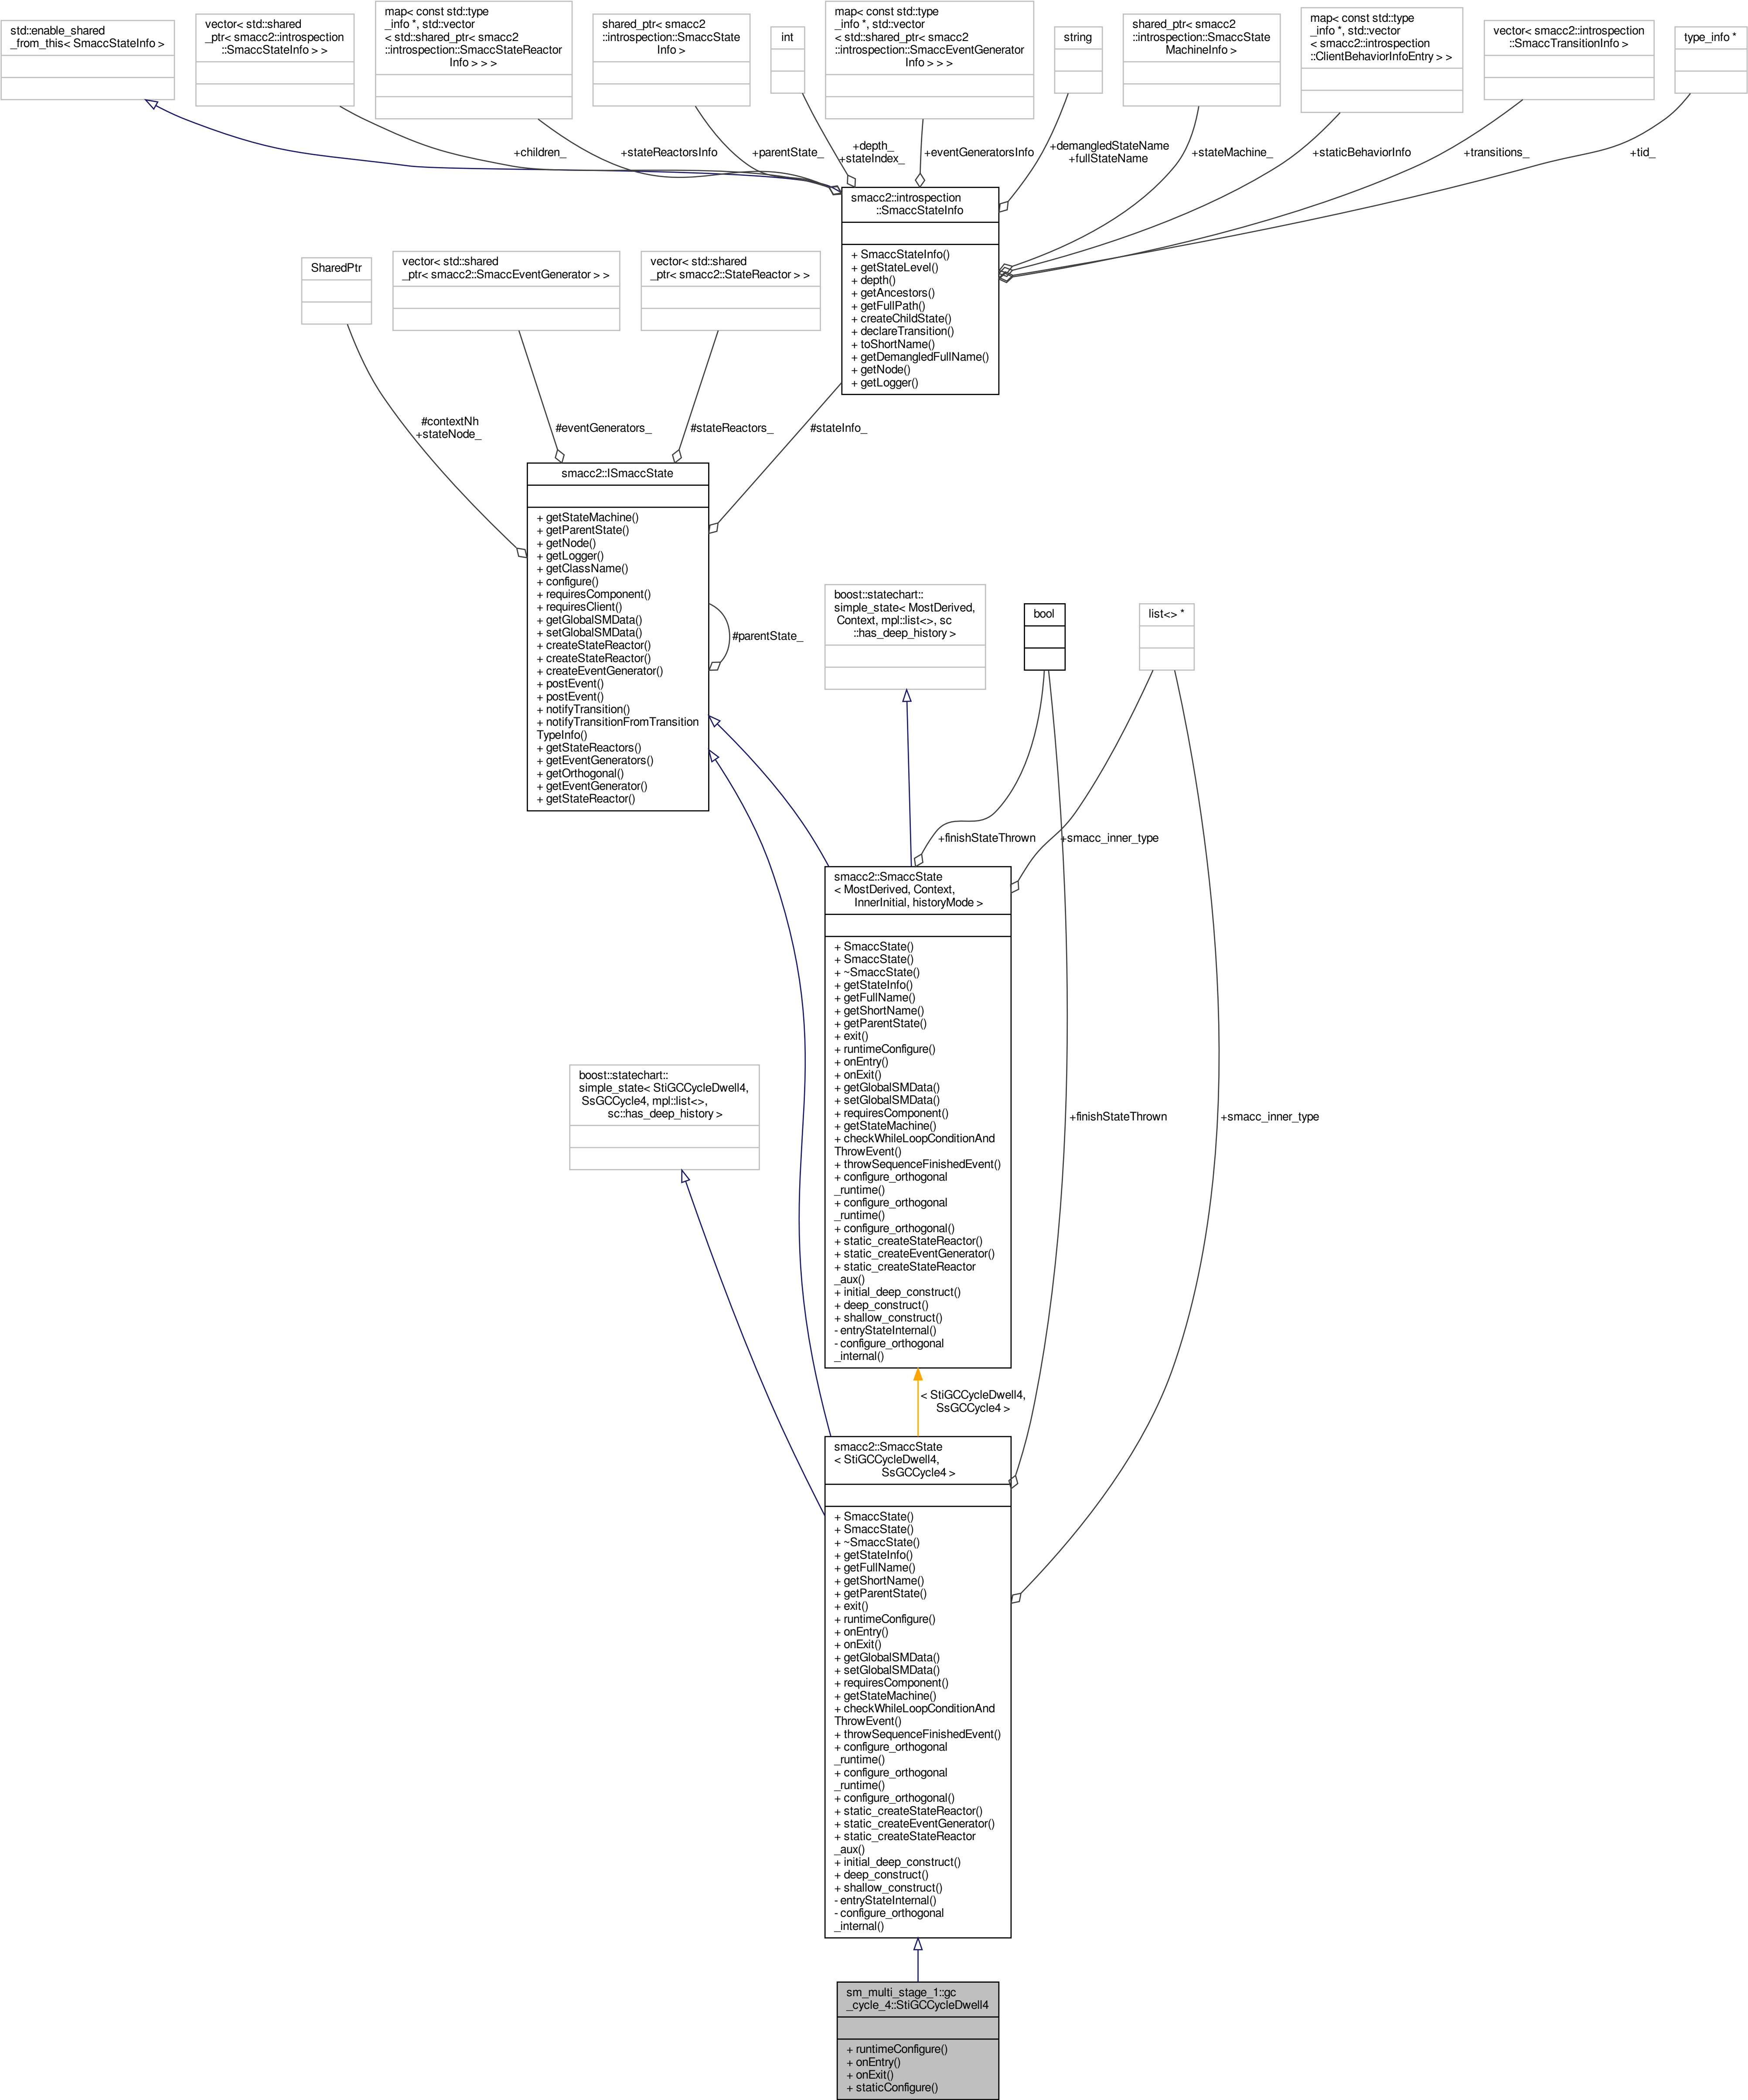 std::enable_shared
_from_this< SmaccStateInfo >
vector< std::shared
_ptr< smacc2::introspection
::SmaccStateInfo > >
map< const std::type
_info *, std::vector
< std::shared_ptr< smacc2
::introspection::SmaccStateReactor
Info > > >
shared_ptr< smacc2
::introspection::SmaccState
Info >
int
map< const std::type
_info *, std::vector
< std::shared_ptr< smacc2
::introspection::SmaccEventGenerator
Info > > >
string
shared_ptr< smacc2
::introspection::SmaccState
MachineInfo >
map< const std::type
_info *, std::vector
< smacc2::introspection
::ClientBehaviorInfoEntry > >
vector< smacc2::introspection
::SmaccTransitionInfo >
type_info *
+children_
+stateReactorsInfo
+parentState_
+depth_
+stateIndex_
+eventGeneratorsInfo
+demangledStateName
+fullStateName
+stateMachine_
+staticBehaviorInfo
+transitions_
+tid_
smacc2::introspection
::SmaccStateInfo
+ SmaccStateInfo()
+ getStateLevel()
+ depth()
+ getAncestors()
+ getFullPath()
+ createChildState()
+ declareTransition()
+ toShortName()
+ getDemangledFullName()
+ getNode()
+ getLogger()
SharedPtr
vector< std::shared
_ptr< smacc2::SmaccEventGenerator > >
vector< std::shared
_ptr< smacc2::StateReactor > >
#contextNh
+stateNode_
#eventGenerators_
#stateReactors_
#stateInfo_
smacc2::ISmaccState
+ getStateMachine()
+ getParentState()
+ getNode()
+ getLogger()
+ getClassName()
+ configure()
+ requiresComponent()
+ requiresClient()
+ getGlobalSMData()
+ setGlobalSMData()
+ createStateReactor()
+ createStateReactor()
+ createEventGenerator()
+ postEvent()
+ postEvent()
+ notifyTransition()
+ notifyTransitionFromTransition
TypeInfo()
+ getStateReactors()
+ getEventGenerators()
+ getOrthogonal()
+ getEventGenerator()
+ getStateReactor()
#parentState_
boost::statechart::
simple_state< MostDerived,
Context, mpl::list<>, sc
::has_deep_history >
bool
list<> *
+finishStateThrown
+smacc_inner_type
smacc2::SmaccState
< MostDerived, Context,
InnerInitial, historyMode >
+ SmaccState()
+ SmaccState()
+ ~SmaccState()
+ getStateInfo()
+ getFullName()
+ getShortName()
+ getParentState()
+ exit()
+ runtimeConfigure()
+ onEntry()
+ onExit()
+ getGlobalSMData()
+ setGlobalSMData()
+ requiresComponent()
+ getStateMachine()
+ checkWhileLoopConditionAnd
ThrowEvent()
+ throwSequenceFinishedEvent()
+ configure_orthogonal
_runtime()
+ configure_orthogonal
_runtime()
+ configure_orthogonal()
+ static_createStateReactor()
+ static_createEventGenerator()
+ static_createStateReactor
_aux()
+ initial_deep_construct()
+ deep_construct()
+ shallow_construct()
- entryStateInternal()
- configure_orthogonal
_internal()
boost::statechart::
simple_state< StiGCCycleDwell4,
SsGCCycle4, mpl::list<>,
sc::has_deep_history >
+finishStateThrown
+smacc_inner_type
< StiGCCycleDwell4,
SsGCCycle4 >
smacc2::SmaccState
< StiGCCycleDwell4,
SsGCCycle4 >
+ SmaccState()
+ SmaccState()
+ ~SmaccState()
+ getStateInfo()
+ getFullName()
+ getShortName()
+ getParentState()
+ exit()
+ runtimeConfigure()
+ onEntry()
+ onExit()
+ getGlobalSMData()
+ setGlobalSMData()
+ requiresComponent()
+ getStateMachine()
+ checkWhileLoopConditionAnd
ThrowEvent()
+ throwSequenceFinishedEvent()
+ configure_orthogonal
_runtime()
+ configure_orthogonal
_runtime()
+ configure_orthogonal()
+ static_createStateReactor()
+ static_createEventGenerator()
+ static_createStateReactor
_aux()
+ initial_deep_construct()
+ deep_construct()
+ shallow_construct()
- entryStateInternal()
- configure_orthogonal
_internal()
sm_multi_stage_1::gc
_cycle_4::StiGCCycleDwell4
+ runtimeConfigure()
+ onEntry()
+ onExit()
+ staticConfigure()